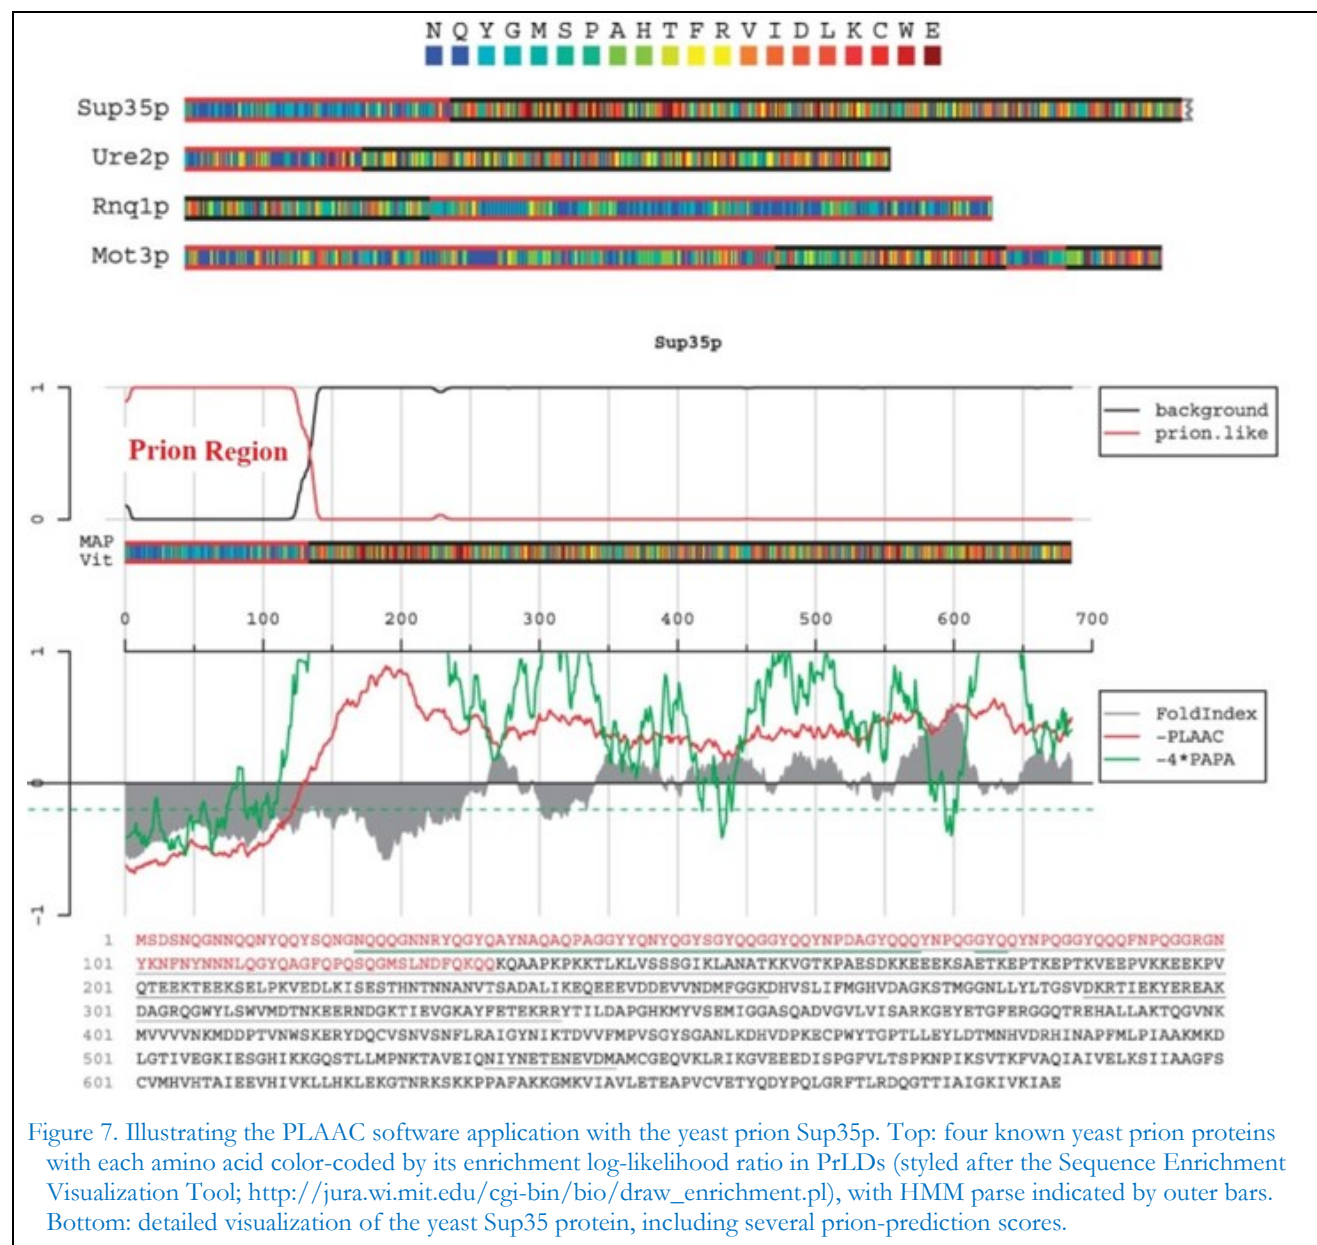 N Q Y G M S P A H T F R V I D L K C W E
Sup35p
Ure2p
Rnq1p
Mot3p
Sup35p
1
background
prion.like
Prion Region
0
MAP
Vit
0 100 200 300 400 500 600 700
1
FoldIndex
-PLAAC
-4*PAPA
0
-1
1 MSDSNQGNNQQNYQQYSQNGNQQQGNNRYQGYQAYNAQAQPAGGYYQNYQGYSGYQQGGYQQYNPDAGYQQQYNPQGGYQQYNPQGGYQQQFNPQGGRGN
101 YKNFNYNNNLQGYQAGFQPQSQGMSLNDFQKQQKQAAPKPKKTLKLVSSSGIKLANATKKVGTKPAESDKKEEEKSAETKEPTKEPTKVEEPVKKEEKPV
201 QTEEKTEEKSELPKVEDLKISESTHNTNNANVTSADALIKEQEEEVDDEVVNDMFGGKDHVSLIFMGHVDAGKSTMGGNLLYLTGSVDKRTIEKYEREAK
301 DAGRQGWYLSWVMDTNKEERNDGKTIEVGKAYFETEKRRYTILDAPGHKMYVSEMIGGASQADVGVLVISARKGEYETGFERGGQTREHALLAKTQGVNK
401 MVVVVNKMDDPTVNWSKERYDQCVSNVSNFLRAIGYNIKTDVVFMPVSGYSGANLKDHVDPKECPWYTGPTLLEYLDTMNHVDRHINAPFMLPIAAKMKD
501 LGTIVEGKIESGHIKKGQSTLLMPNKTAVEIQNIYNETENEVDMAMCGEQVKLRIKGVEEEDISPGFVLTSPKNPIKSVTKFVAQIAIVELKSIIAAGFS
601 CVMHVHTAIEEVHIVKLLHKLEKGTNRKSKKPPAFAKKGMKVIAVLETEAPVCVETYQDYPQLGRFTLRDQGTTIAIGKIVKIAE
Figure 7. Illustrating the PLAAC software application with the yeast prion Sup35p. Top: four known yeast prion proteins
with each amino acid color-coded by its enrichment log-likelihood ratio in PrLDs (styled after the Sequence Enrichment
Visualization Tool; http://jura.wi.mit.edu/cgi-bin/bio/draw_enrichment.pl), with HMM parse indicated by outer bars.
Bottom: detailed visualization of the yeast Sup35 protein, including several prion-prediction scores.